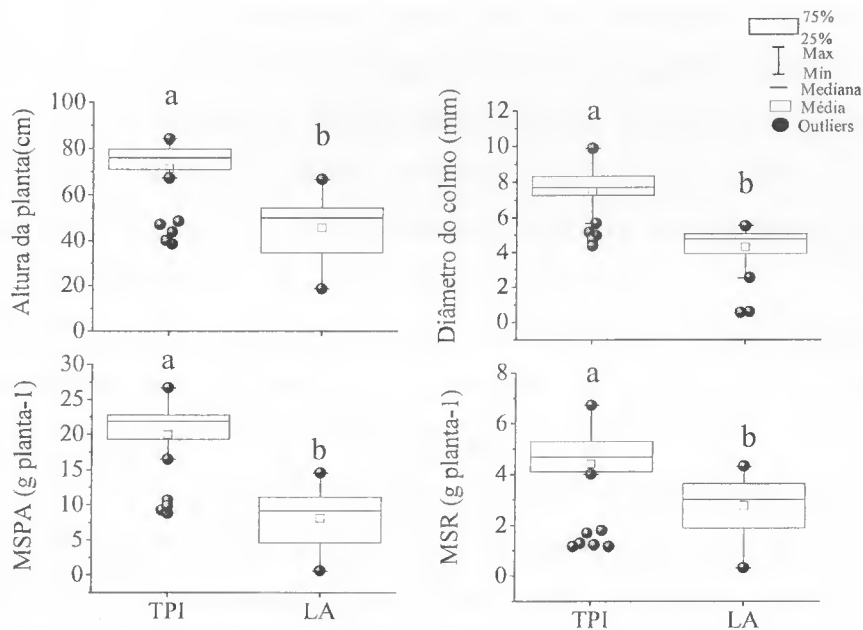 75%
25%
Max
Mín
Mediana
Média
Outliers
a
b
Altura da planta(cm)
100
80
60
40
20
0
a
b
Diâmetro do colmo (mm)
12
10
8
6
4
2
0
a
b
MSPA (g planta-1)
30
25
20
15
10
5
0
TPI
LA
a
b
MSR (g planta-1)
8
6
4
2
0
TPI
LA